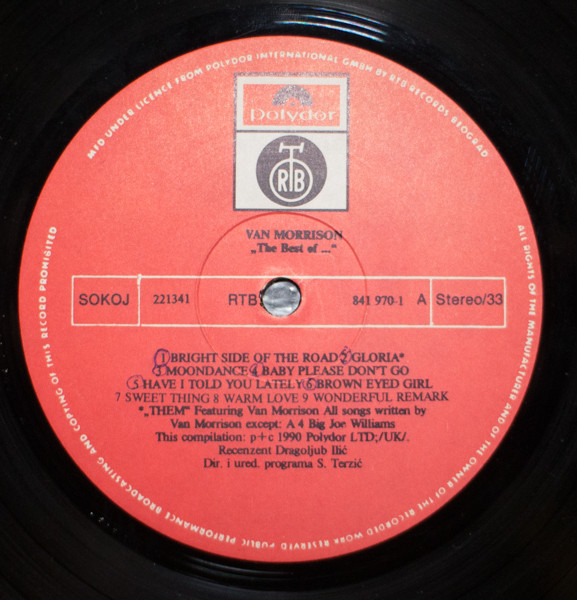 MFD UNDER LICENCE FROM POLYDOR INTERNATIONAL GMBH BY RTB RECORDS BEOGRAD
Polydor
RTB
VAN MORRISON
„The Best of ...“
SOKOJ 221341 RTB 841 970-1 A Stereo/33
1 BRIGHT SIDE OF THE ROAD 2 GLORIA*
3 MOONDANCE 4 BABY PLEASE DON'T GO
5 HAVE I TOLD YOU LATELY 6 BROWN EYED GIRL
7 SWEET THING 8 WARM LOVE 9 WONDERFUL REMARK
*„THEM“ Featuring Van Morrison All songs written by
Van Morrison except: A 4 Big Joe Williams
This compilation: p+c 1990 Polydor LTD;/UK/.
Recenzent Dragoljub Ilić
Dir. i ured. programa S. Terzić
ALL RIGHTS OF THE MANUFACTURER AND OF THE OWNER OF THE RECORDED WORK RESERVED PUBLIC PERFORMANCE BROADCASTING AND COPYING OF THIS RECORD PROHIBITED